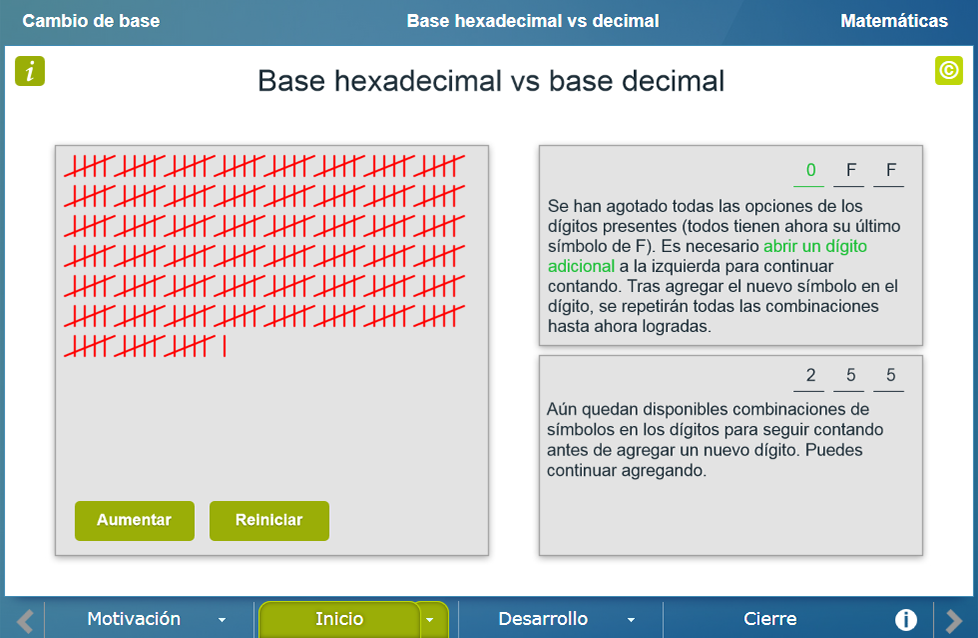 Cambio de base
Base hexadecimal vs decimal
Matemáticas
i
©
Base hexadecimal vs base decimal
0 F F
Se han agotado todas las opciones de los
dígitos presentes (todos tienen ahora su último
símbolo de F). Es necesario abrir un dígito
adicional a la izquierda para continuar
contando. Tras agregar el nuevo símbolo en el
dígito, se repetirán todas las combinaciones
hasta ahora logradas.
2 5 5
Aún quedan disponibles combinaciones de
símbolos en los dígitos para seguir contando
antes de agregar un nuevo dígito. Puedes
continuar agregando.
Aumentar
Reiniciar
Motivación
Inicio
Desarrollo
Cierre
i